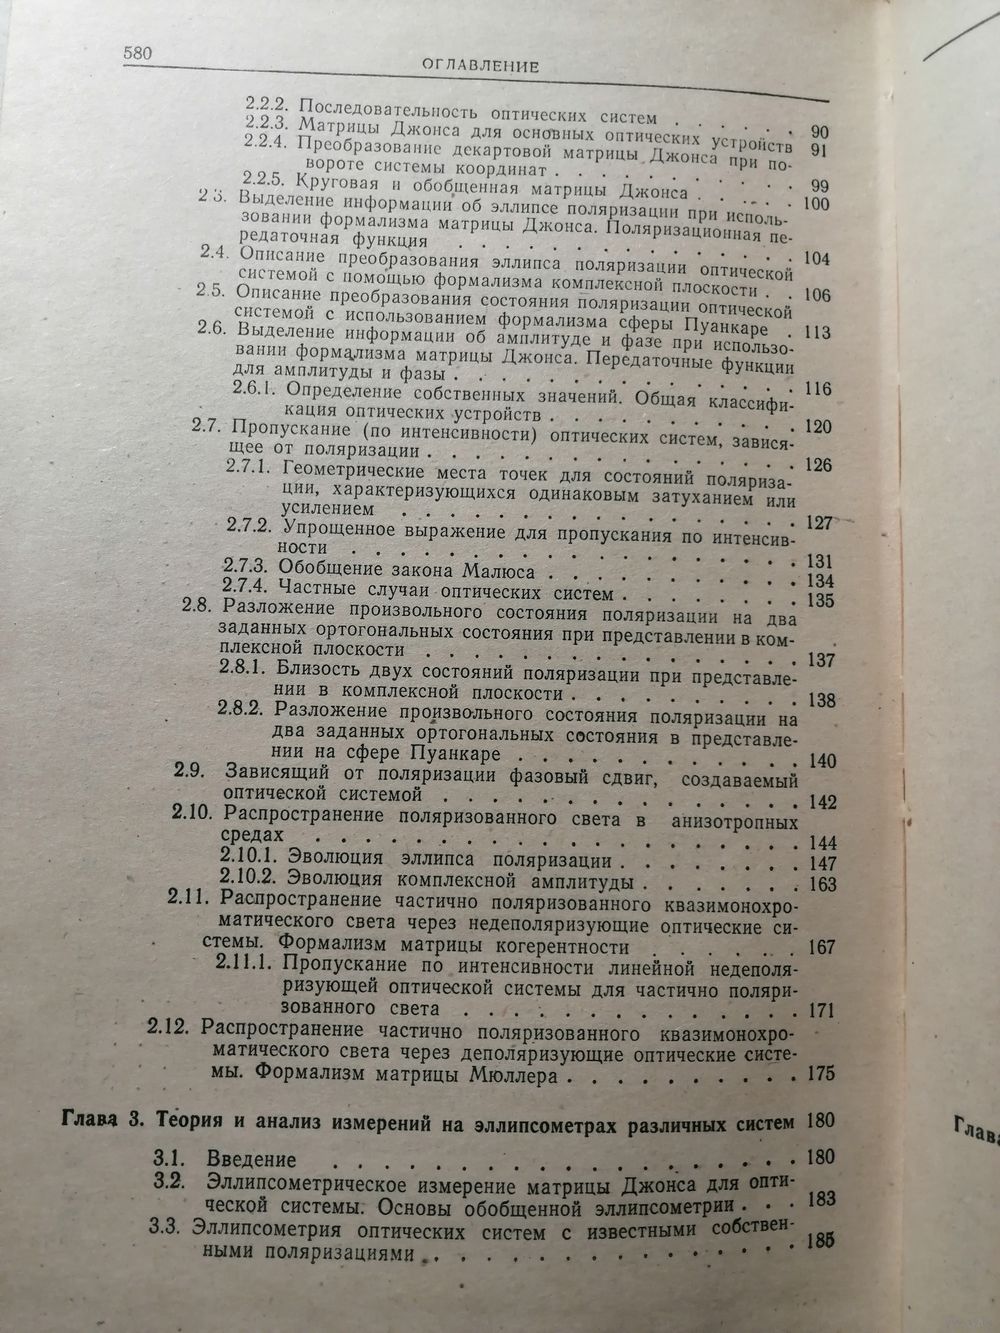 580
ОГЛАВЛЕНИЕ
2.2.2. Последовательность оптических систем . . . . . . 90
2.2.3. Матрицы Джонса для основных оптических устройств 91
2.2.4. Преобразование декартовой матрицы Джонса при по-
вороте системы координат . . . . . . . . . . 99
2.2.5. Круговая и обобщенная матрицы Джонса . . . . . 100
2.3. Выделение информации об эллипсе поляризации при исполь-
зовании формализма матрицы Джонса. Поляризационная пе-
редаточная функция . . . . . . . . . . . . . 104
2.4. Описание преобразования эллипса поляризации оптической
системой с помощью формализма комплексной плоскости . . 106
2.5. Описание преобразования состояния поляризации оптической
системой с использованием формализма сферы Пуанкаре . 113
2.6. Выделение информации об амплитуде и фазе при использо-
вании формализма матрицы Джонса. Передаточные функции
для амплитуды и фазы . . . . . . . . . . . . . 116
2.6.1. Определение собственных значений. Общая классифи-
кация оптических устройств . . . . . . . . . . 120
2.7. Пропускание (по интенсивности) оптических систем, завися-
щее от поляризации . . . . . . . . . . . . . . 126
2.7.1. Геометрические места точек для состояний поляриза-
ции, характеризующихся одинаковым затуханием или
усилением . . . . . . . . . . . . . . . 127
2.7.2. Упрощенное выражение для пропускания по интенсив-
ности . . . . . . . . . . . . . . . . . 131
2.7.3. Обобщение закона Малюса . . . . . . . . . . 134
2.7.4. Частные случаи оптических систем . . . . . . . . 135
2.8. Разложение произвольного состояния поляризации на два
заданных ортогональных состояния при представлении в ком-
плексной плоскости . . . . . . . . . . . . . . 137
2.8.1. Близость двух состояний поляризации при представле-
нии в комплексной плоскости . . . . . . . . . . 138
2.8.2. Разложение произвольного состояния поляризации на
два заданных ортогональных состояния в представле-
нии на сфере Пуанкаре . . . . . . . . . . . . 140
2.9. Зависящий от поляризации фазовый сдвиг, создаваемый
оптической системой . . . . . . . . . . . . . . 142
2.10. Распространение поляризованного света в анизотропных
средах . . . . . . . . . . . . . . . . . . 144
2.10.1. Эволюция эллипса поляризации . . . . . . . . 147
2.10.2. Эволюция комплексной амплитуды . . . . . . . 163
2.11. Распространение частично поляризованного квазимонохро-
матического света через недеполяризующие оптические си-
стемы. Формализм матрицы когерентности . . . . . . 167
2.11.1. Пропускание по интенсивности линейной недеполя-
ризующей оптической системы для частично поляри-
зованного света . . . . . . . . . . . . . 171
2.12. Распространение частично поляризованного квазимонохро-
матического света через деполяризующие оптические систе-
мы. Формализм матрицы Мюллера . . . . . . . . . . 175
Глава 3. Теория и анализ измерений на эллипсометрах различных систем 180
3.1. Введение . . . . . . . . . . . . . . . . . . 180
3.2. Эллипсометрическое измерение матрицы Джонса для опти-
ческой системы. Основы обобщенной эллипсометрии . . . 183
3.3. Эллипсометрия оптических систем с известными собствен-
ными поляризациями . . . . . . . . . . . . . . . 185
Глава